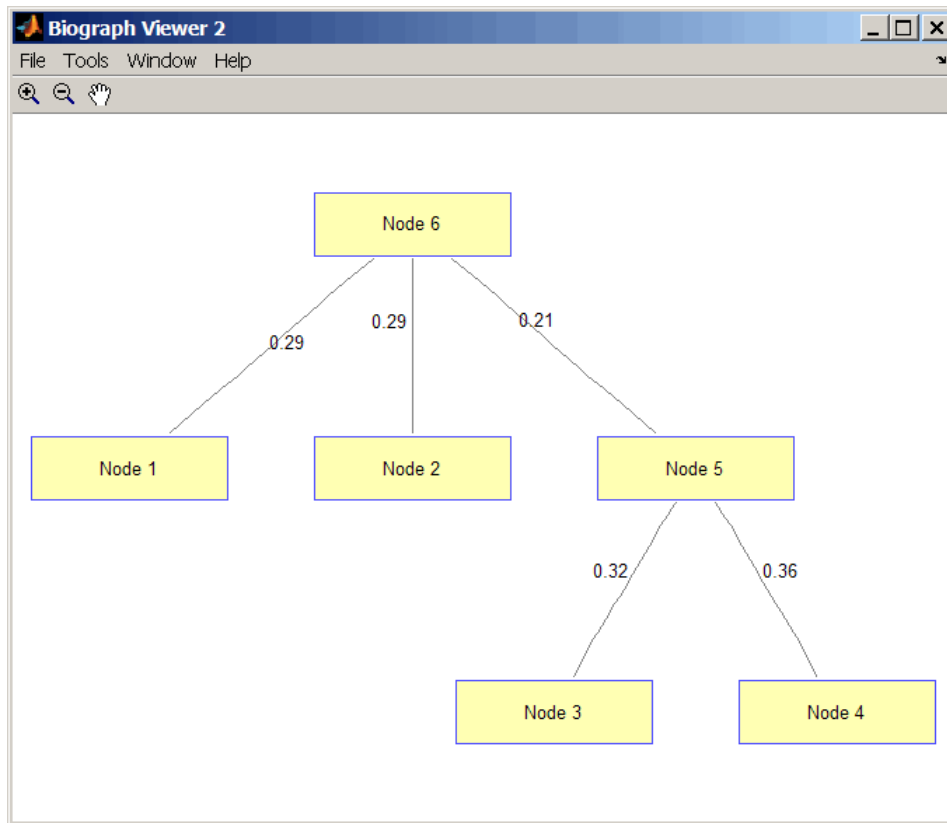 Biograph Viewer 2
File Tools Window Help
Node 6
0.29 0.29 0.21
Node 1 Node 2 Node 5
0.32 0.36
Node 3 Node 4